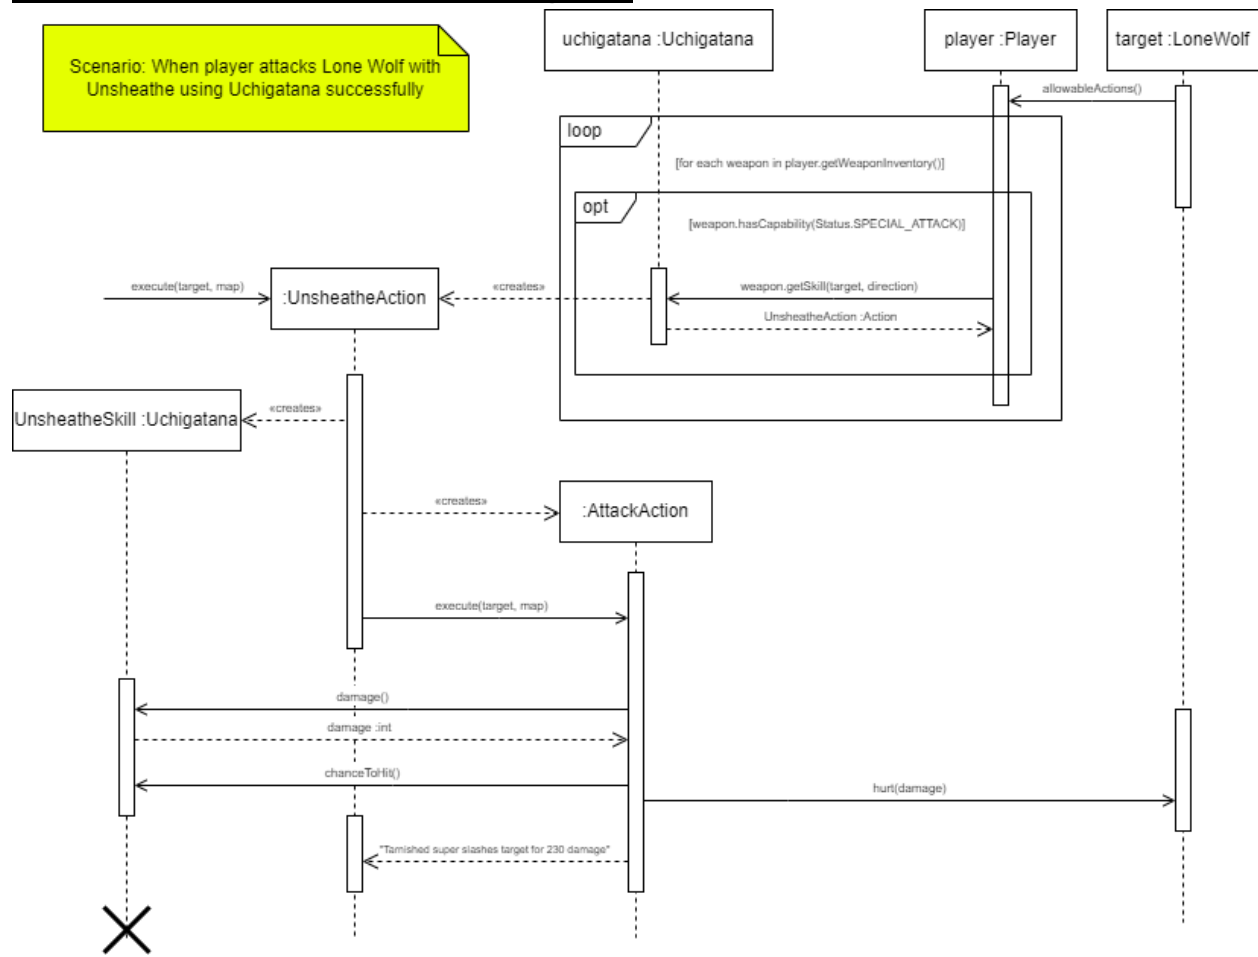 Scenario: When player attacks Lone Wolf with
Unsheathe using Uchigatana successfully
uchigatana :Uchigatana
player :Player
target :LoneWolf
allowableActions()
loop
[for each weapon in player.getWeaponInventory()]
opt
[weapon.hasCapability(Status.SPECIAL_ATTACK)]
execute(target, map)
:UnsheatheAction
«creates»
weapon.getSkill(target, direction)
UnsheatheAction :Action
UnsheatheSkill :Uchigatana
«creates»
«creates»
:AttackAction
execute(target, map)
damage()
damage :int
chanceToHit()
hurt(damage)
"Tarnished super slashes target for 230 damage"